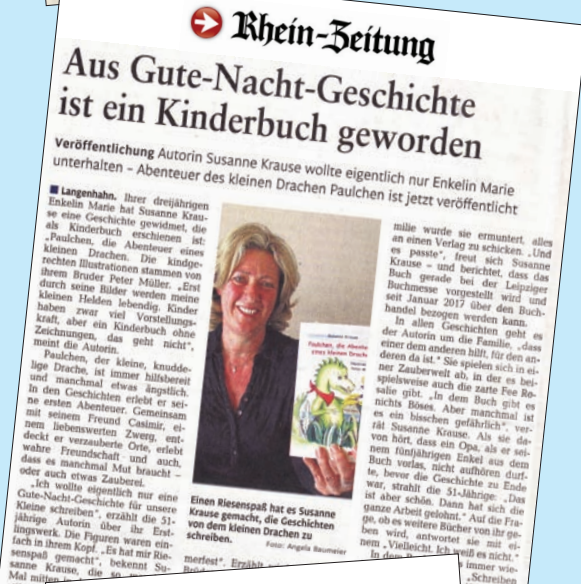 Rhein-Zeitung
Aus Gute-Nacht-Geschichte
ist ein Kinderbuch geworden
Veröffentlichung Autorin Susanne Krause wollte eigentlich nur Enkelin Marie
unterhalten – Abenteuer des kleinen Drachen Paulchen ist jetzt veröffentlicht
Langenhahn. Ihrer dreijährigen
Enkelin Marie hat Susanne Krau-
se eine Geschichte gewidmet, die
als Kinderbuch erschienen ist:
„Paulchen, die Abenteuer eines
kleinen Drachen. Die kindge-
rechten Illustrationen stammen von
ihrem Bruder Peter Müller. „Erst
durch seine Bilder werden meine
kleinen Helden lebendig. Kinder
haben zwar viel Vorstellungs-
kraft, aber ein Kinderbuch ohne
Zeichnungen, das geht nicht“,
meint die Autorin.
Paulchen, der kleine, knudde-
lige Drache, ist immer hilfsbereit
und manchmal etwas ängstlich.
In den Geschichten erlebt er sei-
ne ersten Abenteuer. Gemeinsam
mit seinem Freund Casimir, ei-
nem liebenswerten Zwerg, ent-
deckt er verzauberte Orte, erlebt
wahre Freundschaft und auch,
dass es manchmal Mut braucht –
oder auch etwas Zauberei.
„Ich wollte eigentlich nur eine
Gute-Nacht-Geschichte für unsere
Kleine schreiben“, erzählt die 51-
jährige Autorin über ihr Erst-
lingswerk. Die Figuren waren ein-
fach in ihrem Kopf. „Es hat mir Rie-
senspaß gemacht“, bekennt Su-
sanne Krause, die so
Mal mitten in
Paulchen, die Abenteuer
eines kleinen Drachen
Einen Riesenspaß hat es Susanne
Krause gemacht, die Geschichten
von dem kleinen Drachen zu
schreiben.
Foto: Angela Baumeier
merfest“. Erzählt
milie wurde sie ermuntert, alles
an einen Verlag zu schicken. „Und
es passte“, freut sich Susanne
Krause – und berichtet, dass das
Buch gerade bei der Leipziger
Buchmesse vorgestellt wird und
seit Januar 2017 über den Buch-
handel bezogen werden kann.
In allen Geschichten geht es
der Autorin um die Familie, „dass
einer dem anderen hilft, für den an-
deren da ist.“ Sie spielen sich in ei-
ner Zauberwelt ab, in der es bei-
spielsweise auch die zarte Fee Ro-
salie gibt. „In dem Buch gibt es
nichts Böses. Aber manchmal ist
es ein bisschen gefährlich“, ver-
rät Susanne Krause. Als sie da-
von hört, dass ein Opa, als er sei-
nem fünfjährigen Enkel aus dem
Buch vorlas, nicht aufhören durf-
te, bevor die Geschichte zu Ende
war, strahlt die 51-Jährige: „Das
ist aber schön. Dann hat sich die
ganze Arbeit gelohnt.“ Auf die Fra-
ge, ob es weitere Bücher von ihr ge-
ben wird, antwortet sie mit ei-
nem „Vielleicht. Ich weiß es nicht.“
In dem
immer wie-
„Schreiben